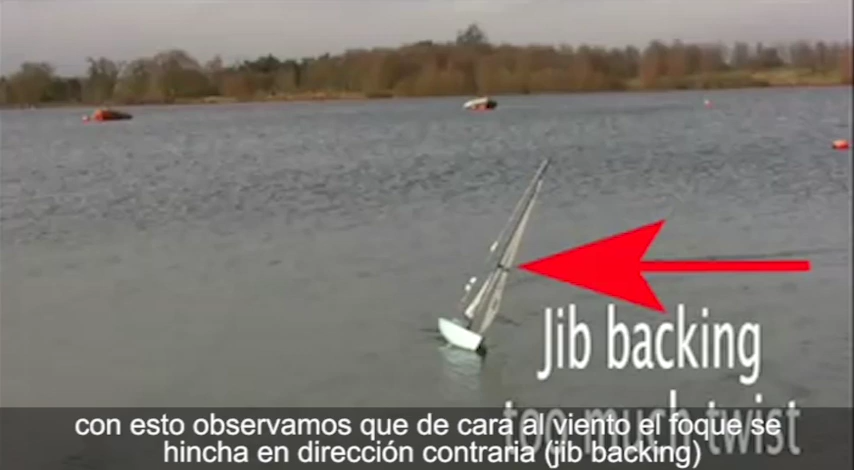 Jib backing
too much twist
con esto observamos que de cara al viento el foque se
hincha en dirección contraria (jib backing)